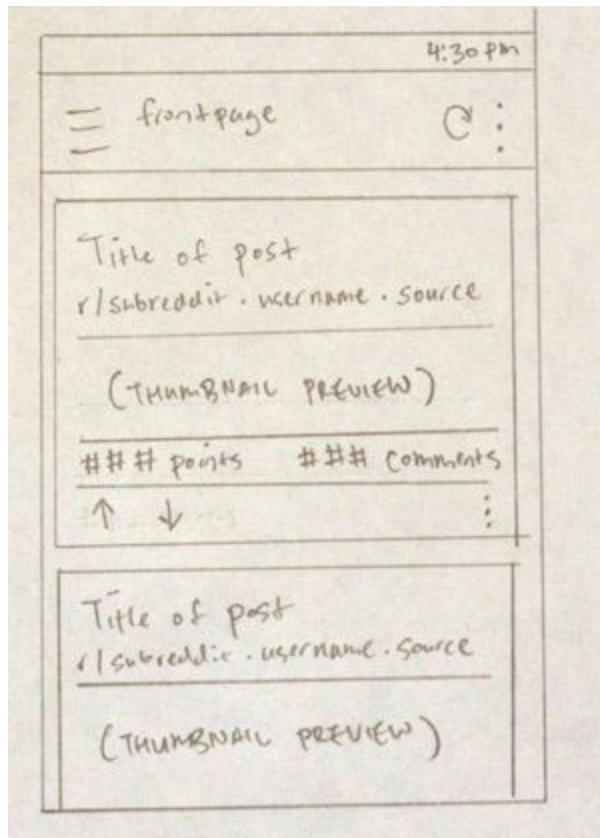 4:30 pm
frontpage
Title of post
r/subreddit . username . source
(THUMBNAIL PREVIEW)
### points ### comments
Title of post
r/subreddit . username . source
(THUMBNAIL PREVIEW)